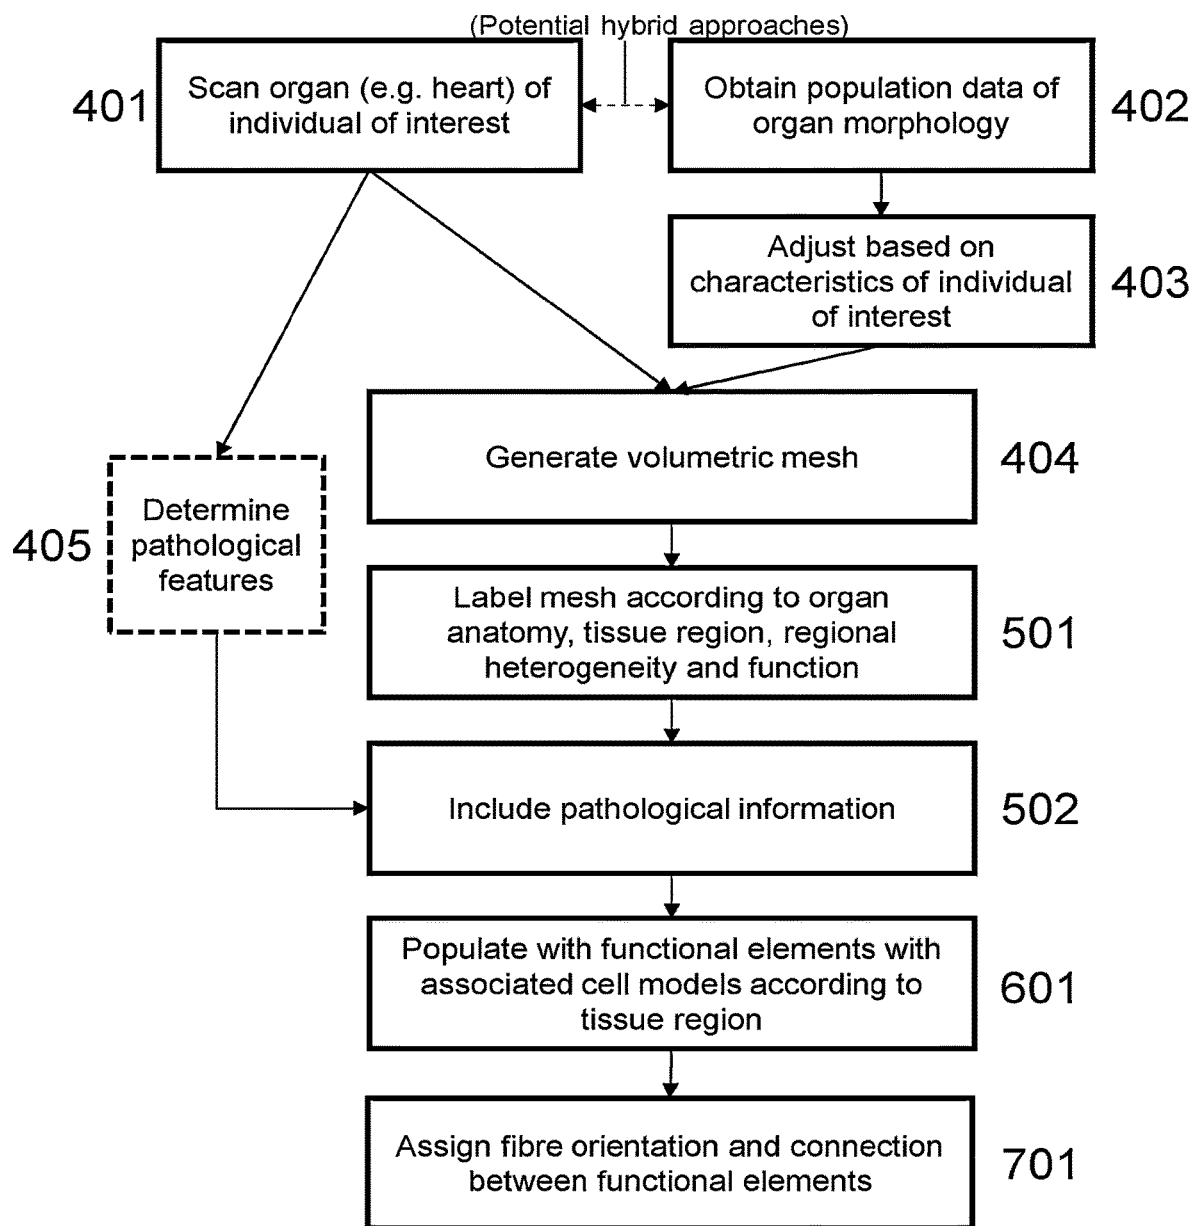 (Potential hybrid approaches)
401
Scan organ (e.g. heart) of
individual of interest
Obtain population data of
organ morphology
402
Adjust based on
characteristics of individual
of interest
403
Generate volumetric mesh
404
405
Determine
pathological
features
Label mesh according to organ
anatomy, tissue region, regional
heterogeneity and function
501
Include pathological information
502
Populate with functional elements with
associated cell models according to
tissue region
601
Assign fibre orientation and connection
between functional elements
701